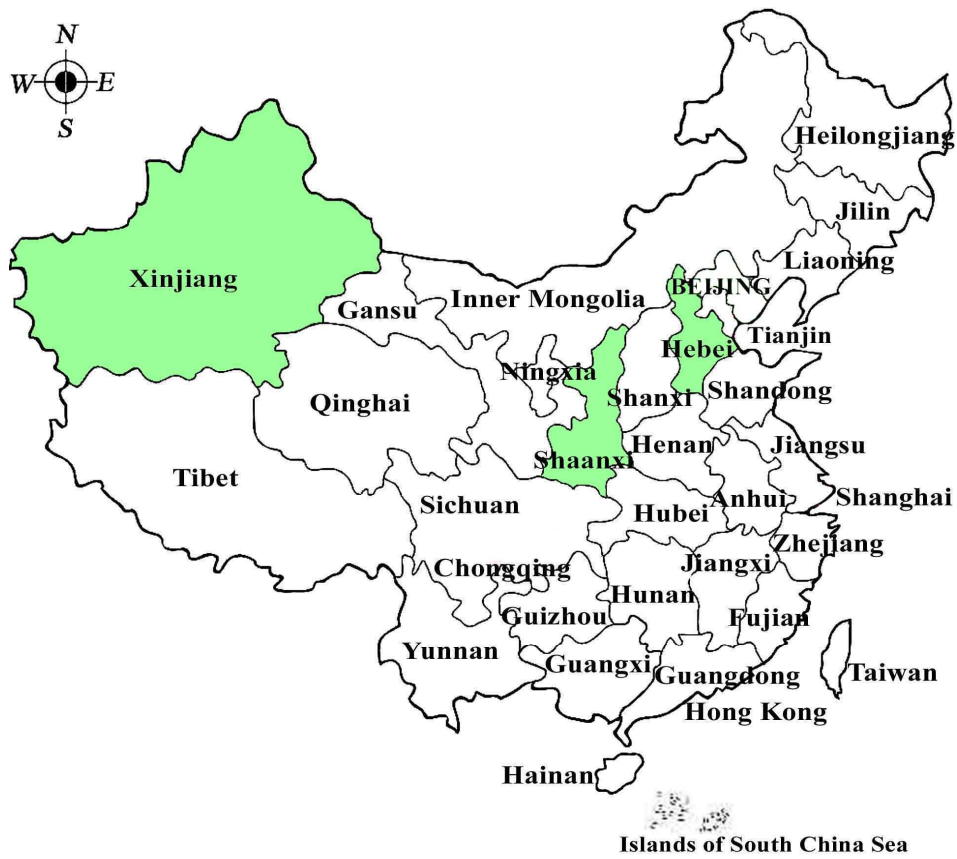 N
W E
S
Heilongjiang
Jilin
Liaoning
Xinjiang
BEIJING
Inner Mongolia
Gansu
Tianjin
Hebei
Ningxia
Shandong
Shanxi
Qinghai
Henan
Jiangsu
Shaanxi
Tibet
Anhui
Shanghai
Sichuan
Hubei
Zhejiang
Jiangxi
Chongqing
Hunan
Guizhou
Fujian
Yunnan
Guangxi
Guangdong
Taiwan
Hong Kong
Hainan
Islands of South China Sea